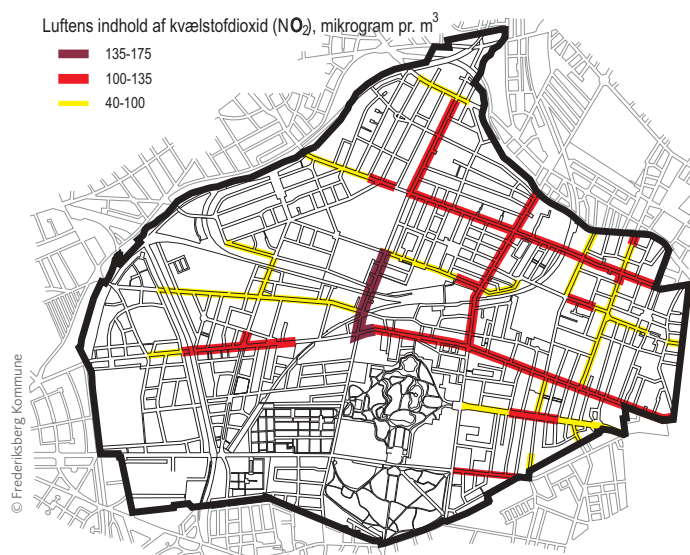 Luftens indhold af kvælstofdioxid (NO₂), mikrogram pr. m³
135-175
100-135
40-100
© Frederiksberg Kommune